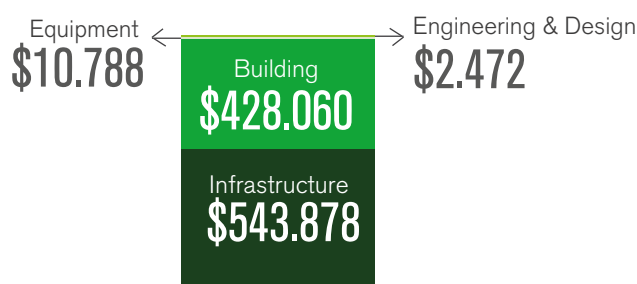 Equipment
$10.788
Engineering & Design
$2.472
Building
$428.060
Infrastructure
$543.878